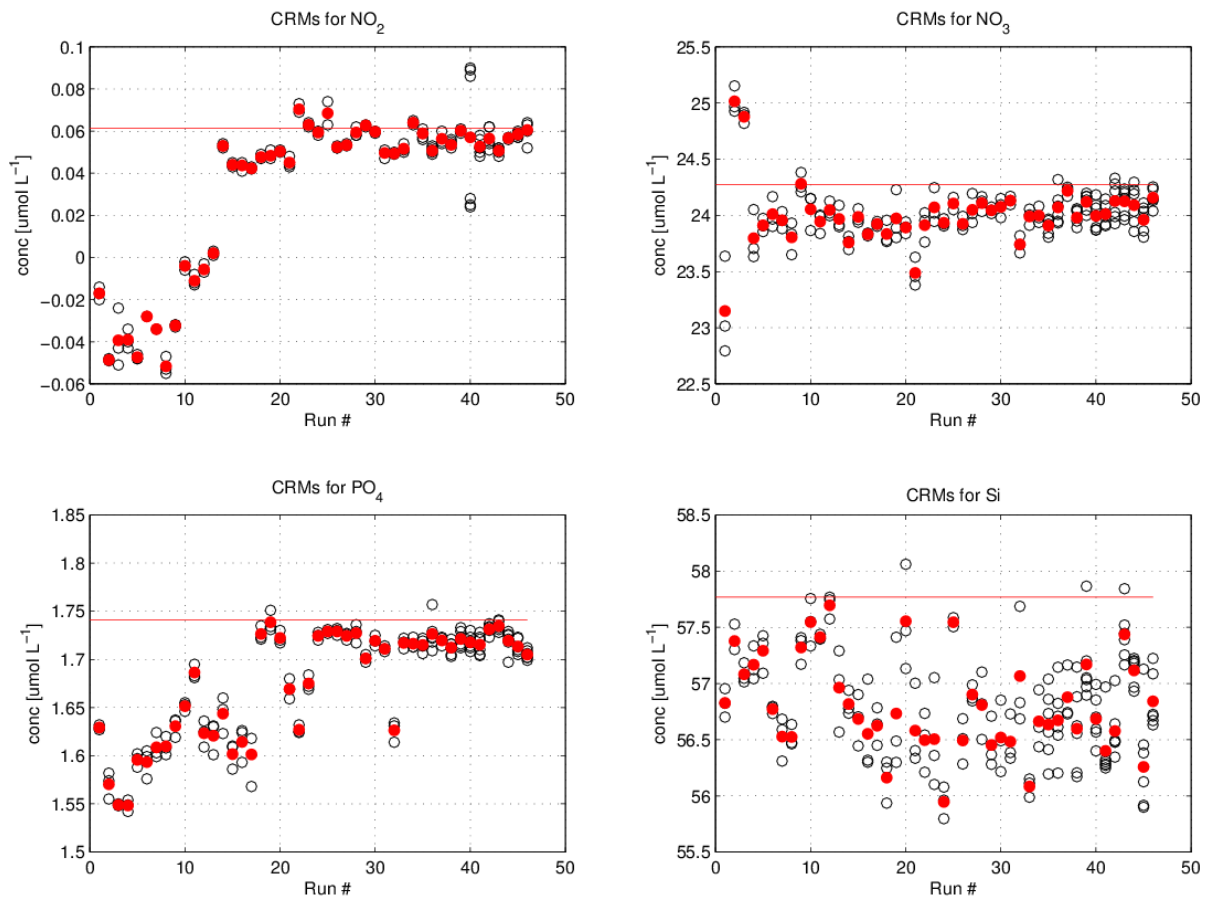 CRMs for NO2
0.1
0.08
0.06
0.04
0.02
0
−0.02
−0.04
−0.06
conc [umol L−1]
0 10 20 30 40 50
Run #
CRMs for NO3
25.5
25
24.5
24
23.5
23
22.5
conc [umol L−1]
0 10 20 30 40 50
Run #
CRMs for PO4
1.85
1.8
1.75
1.7
1.65
1.6
1.55
1.5
conc [umol L−1]
0 10 20 30 40 50
Run #
CRMs for Si
58.5
58
57.5
57
56.5
56
55.5
conc [umol L−1]
0 10 20 30 40 50
Run #